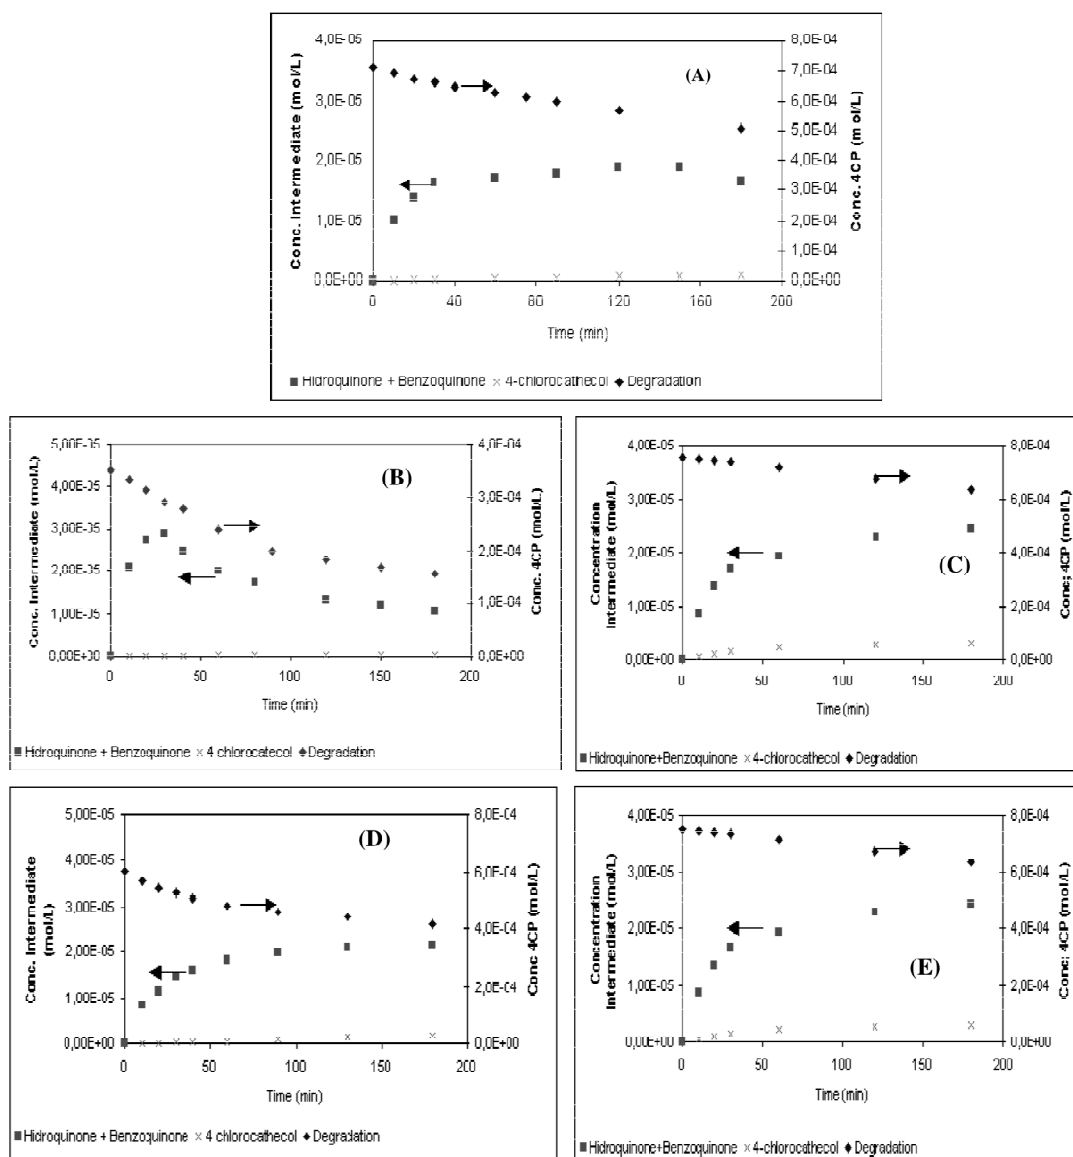 (A)
Conc. Intermediate (mol/L)
4,0E-05
3,0E-05
2,0E-05
1,0E-05
0,0E+00
8,0E-04
7,0E-04
6,0E-04
5,0E-04
4,0E-04
3,0E-04
2,0E-04
1,0E-04
0,0E+00
Conc. 4CP (mol/L)
0 40 80 120 160 200
Time (min)
Hidroquinone + Benzoquinone 4-chlorocathecol Degradation
(B)
Conc. Intermediate (mol/L)
5,00E-05
4,00E-05
3,00E-05
2,00E-05
1,00E-05
0,00E+00
4,0E-04
3,0E-04
2,0E-04
1,0E-04
0,0E+00
Conc. 4CP (mol/L)
0 50 100 150 200
Time (min)
Hidroquinone + Benzoquinone 4 chlorocatecol Degradation
(C)
Concentration
Intermediate (mol/L)
4,00E-05
3,00E-05
2,00E-05
1,00E-05
0,00E+00
8,0E-04
6,0E-04
4,0E-04
2,0E-04
0,0E+00
Conc; 4CP (mol/L)
0 50 100 150 200
Time (min)
Hidroquinone+Benzoquinone 4-chlorocathecol Degradation
(D)
Conc. Intermediate
(mol/L)
5,00E-05
4,00E-05
3,00E-05
2,00E-05
1,00E-05
0,00E+00
8,0E-04
6,0E-04
4,0E-04
2,0E-04
0,0E+00
Conc 4CP (mol/L)
0 50 100 150 200
Time (min)
Hidroquinone + Benzoquinone 4 chlorocathecol Degradation
(E)
Concentration
Intermediate (mol/L)
4,00E-05
3,00E-05
2,00E-05
1,00E-05
0,00E+00
8,0E-04
6,0E-04
4,0E-04
2,0E-04
0,0E+00
Conc; 4CP (mol/L)
0 50 100 150 200
Time (min)
Hidroquinone+Benzoquinone 4-chlorocathecol Degradation